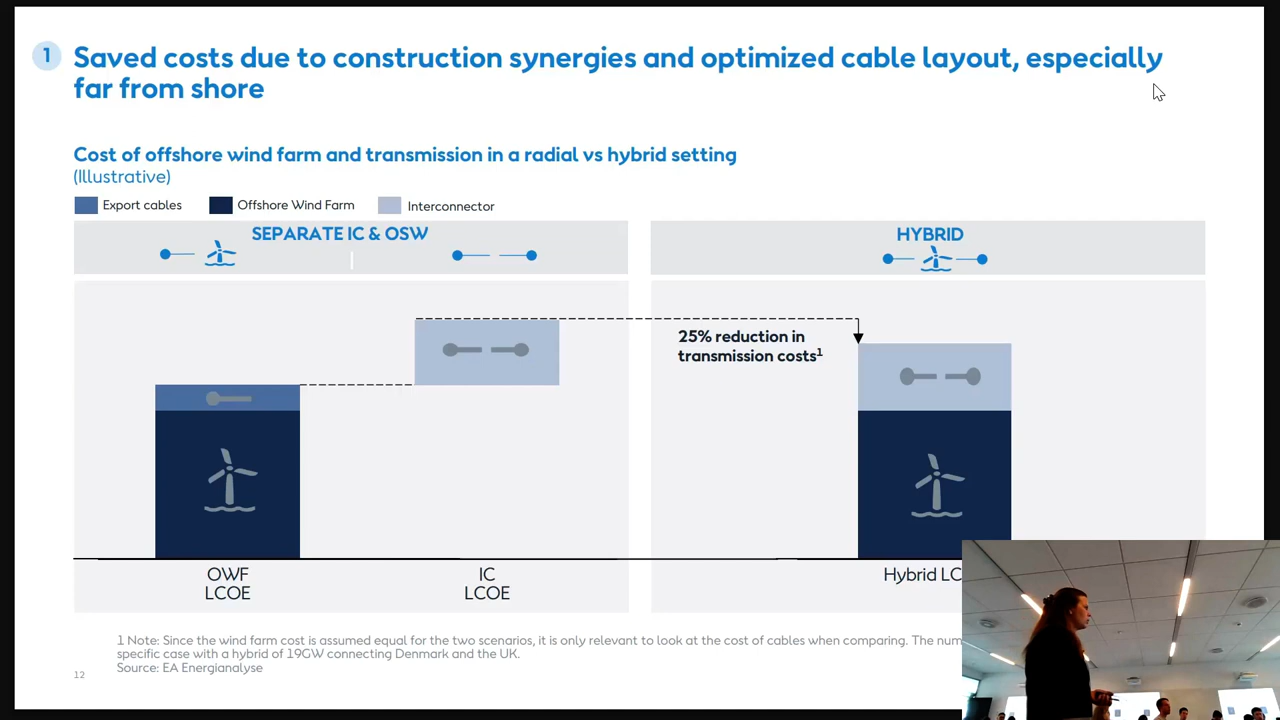 1
Saved costs due to construction synergies and optimized cable layout, especially
far from shore
Cost of offshore wind farm and transmission in a radial vs hybrid setting
(Illustrative)
Export cables
Offshore Wind Farm
Interconnector
SEPARATE IC & OSW
HYBRID
25% reduction in
transmission costs¹
OWF
LCOE
IC
LCOE
Hybrid LC
1 Note: Since the wind farm cost is assumed equal for the two scenarios, it is only relevant to look at the cost of cables when comparing. The num
specific case with a hybrid of 19GW connecting Denmark and the UK.
Source: EA Energianalyse
12